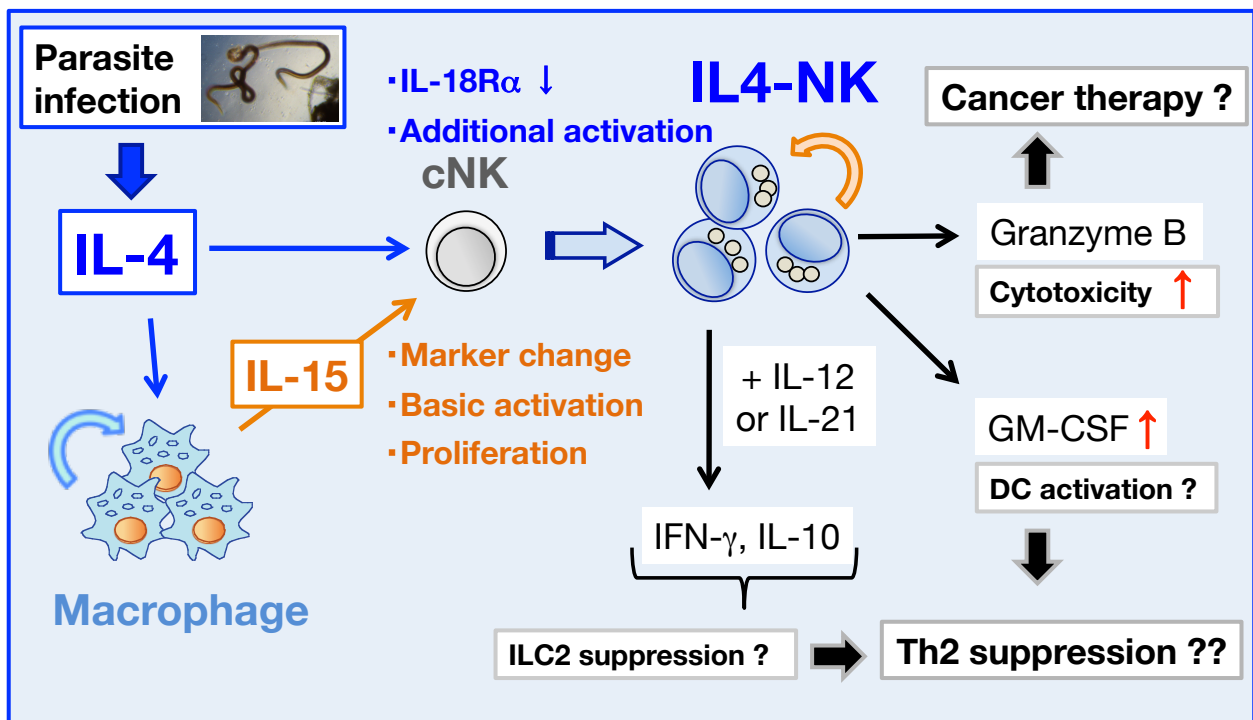 Parasite
infection
·IL-18Rα ↓
·Additional activation
cNK
IL4-NK
Cancer therapy ?
IL-4
Granzyme B
Cytotoxicity ↑
IL-15
·Marker change
·Basic activation
·Proliferation
+ IL-12
or IL-21
GM-CSF ↑
DC activation ?
IFN-γ, IL-10
Macrophage
ILC2 suppression ?
Th2 suppression ??